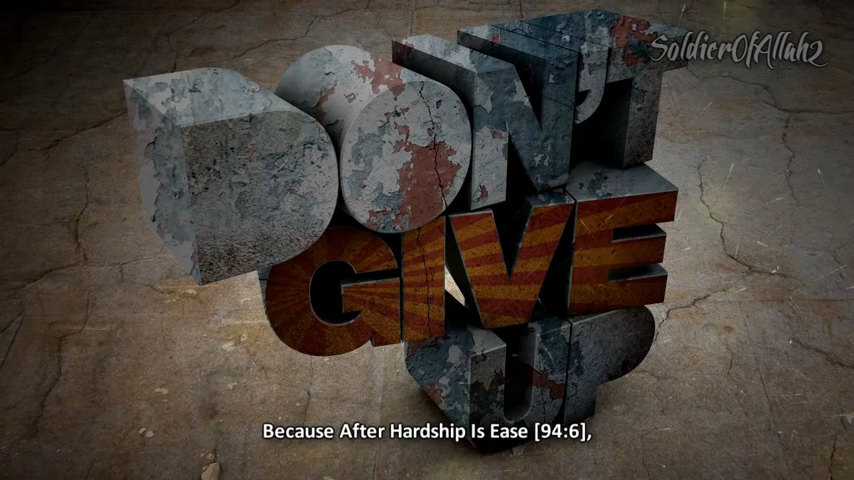 SoldierOfAllah2
DON'T
GIVE
UP
Because After Hardship Is Ease [94:6],